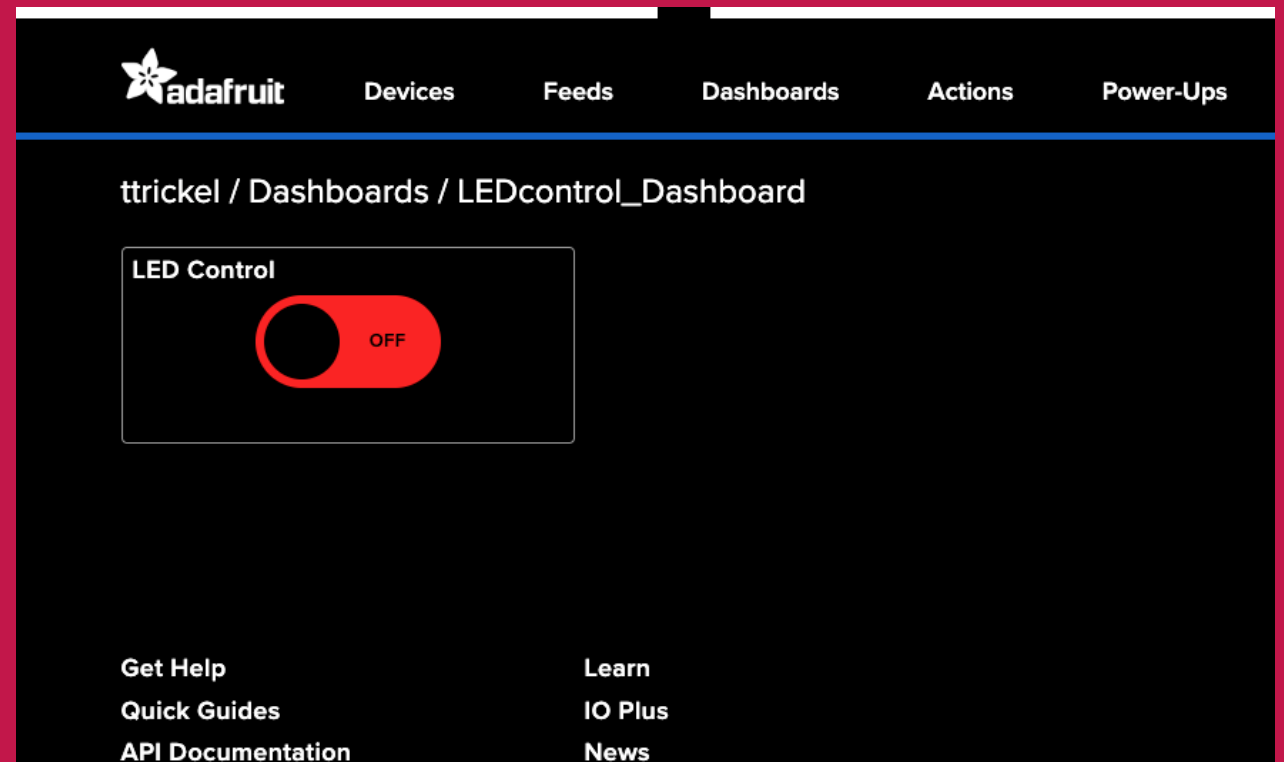 adafruit Devices Feeds Dashboards Actions Power-Ups
ttrickel / Dashboards / LEDcontrol_Dashboard
LED Control
OFF
Get Help
Learn
Quick Guides
IO Plus
API Documentation
News